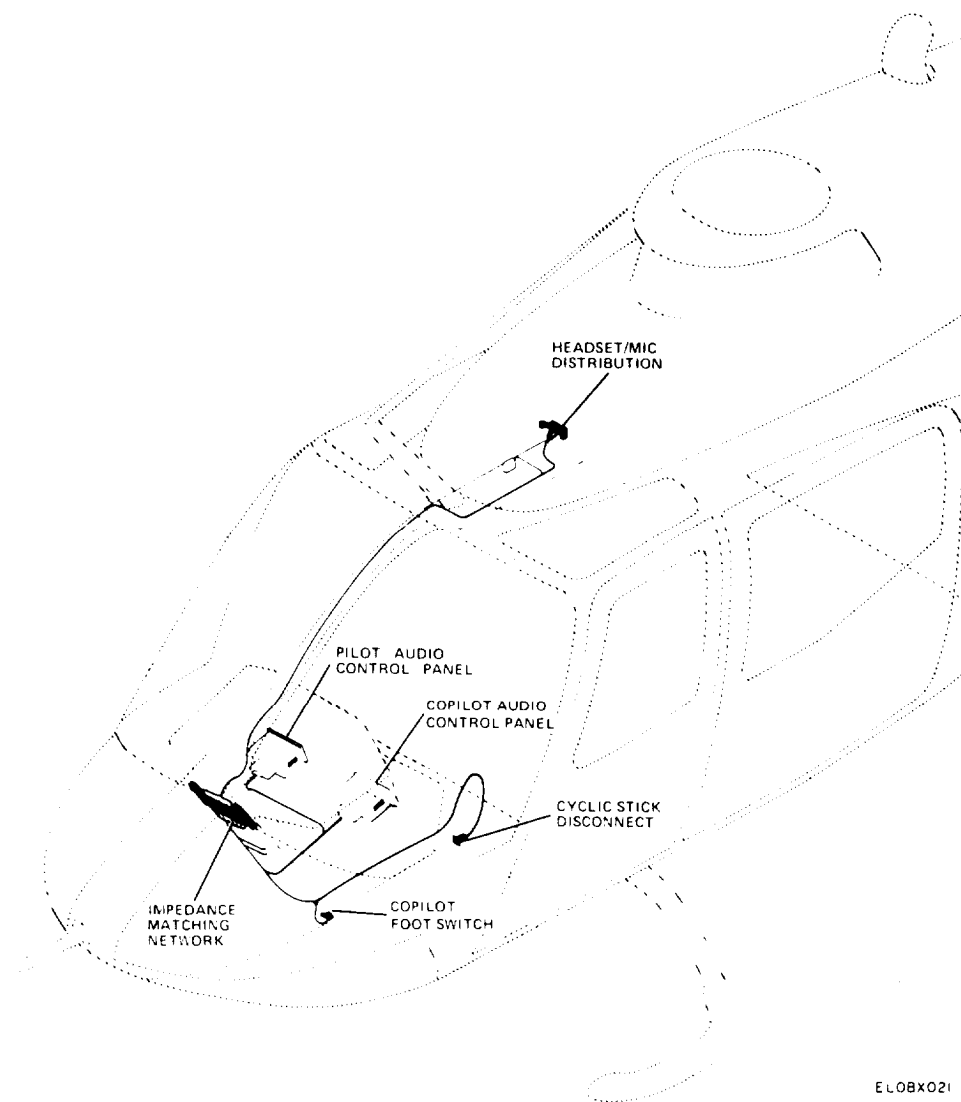 HEADSET/MIC
DISTRIBUTION
PILOT AUDIO
CONTROL PANEL
COPILOT AUDIO
CONTROL PANEL
CYCLIC STICK
DISCONNECT
IMPEDANCE
MATCHING
NETWORK
COPILOT
FOOT SWITCH
EL0BX021